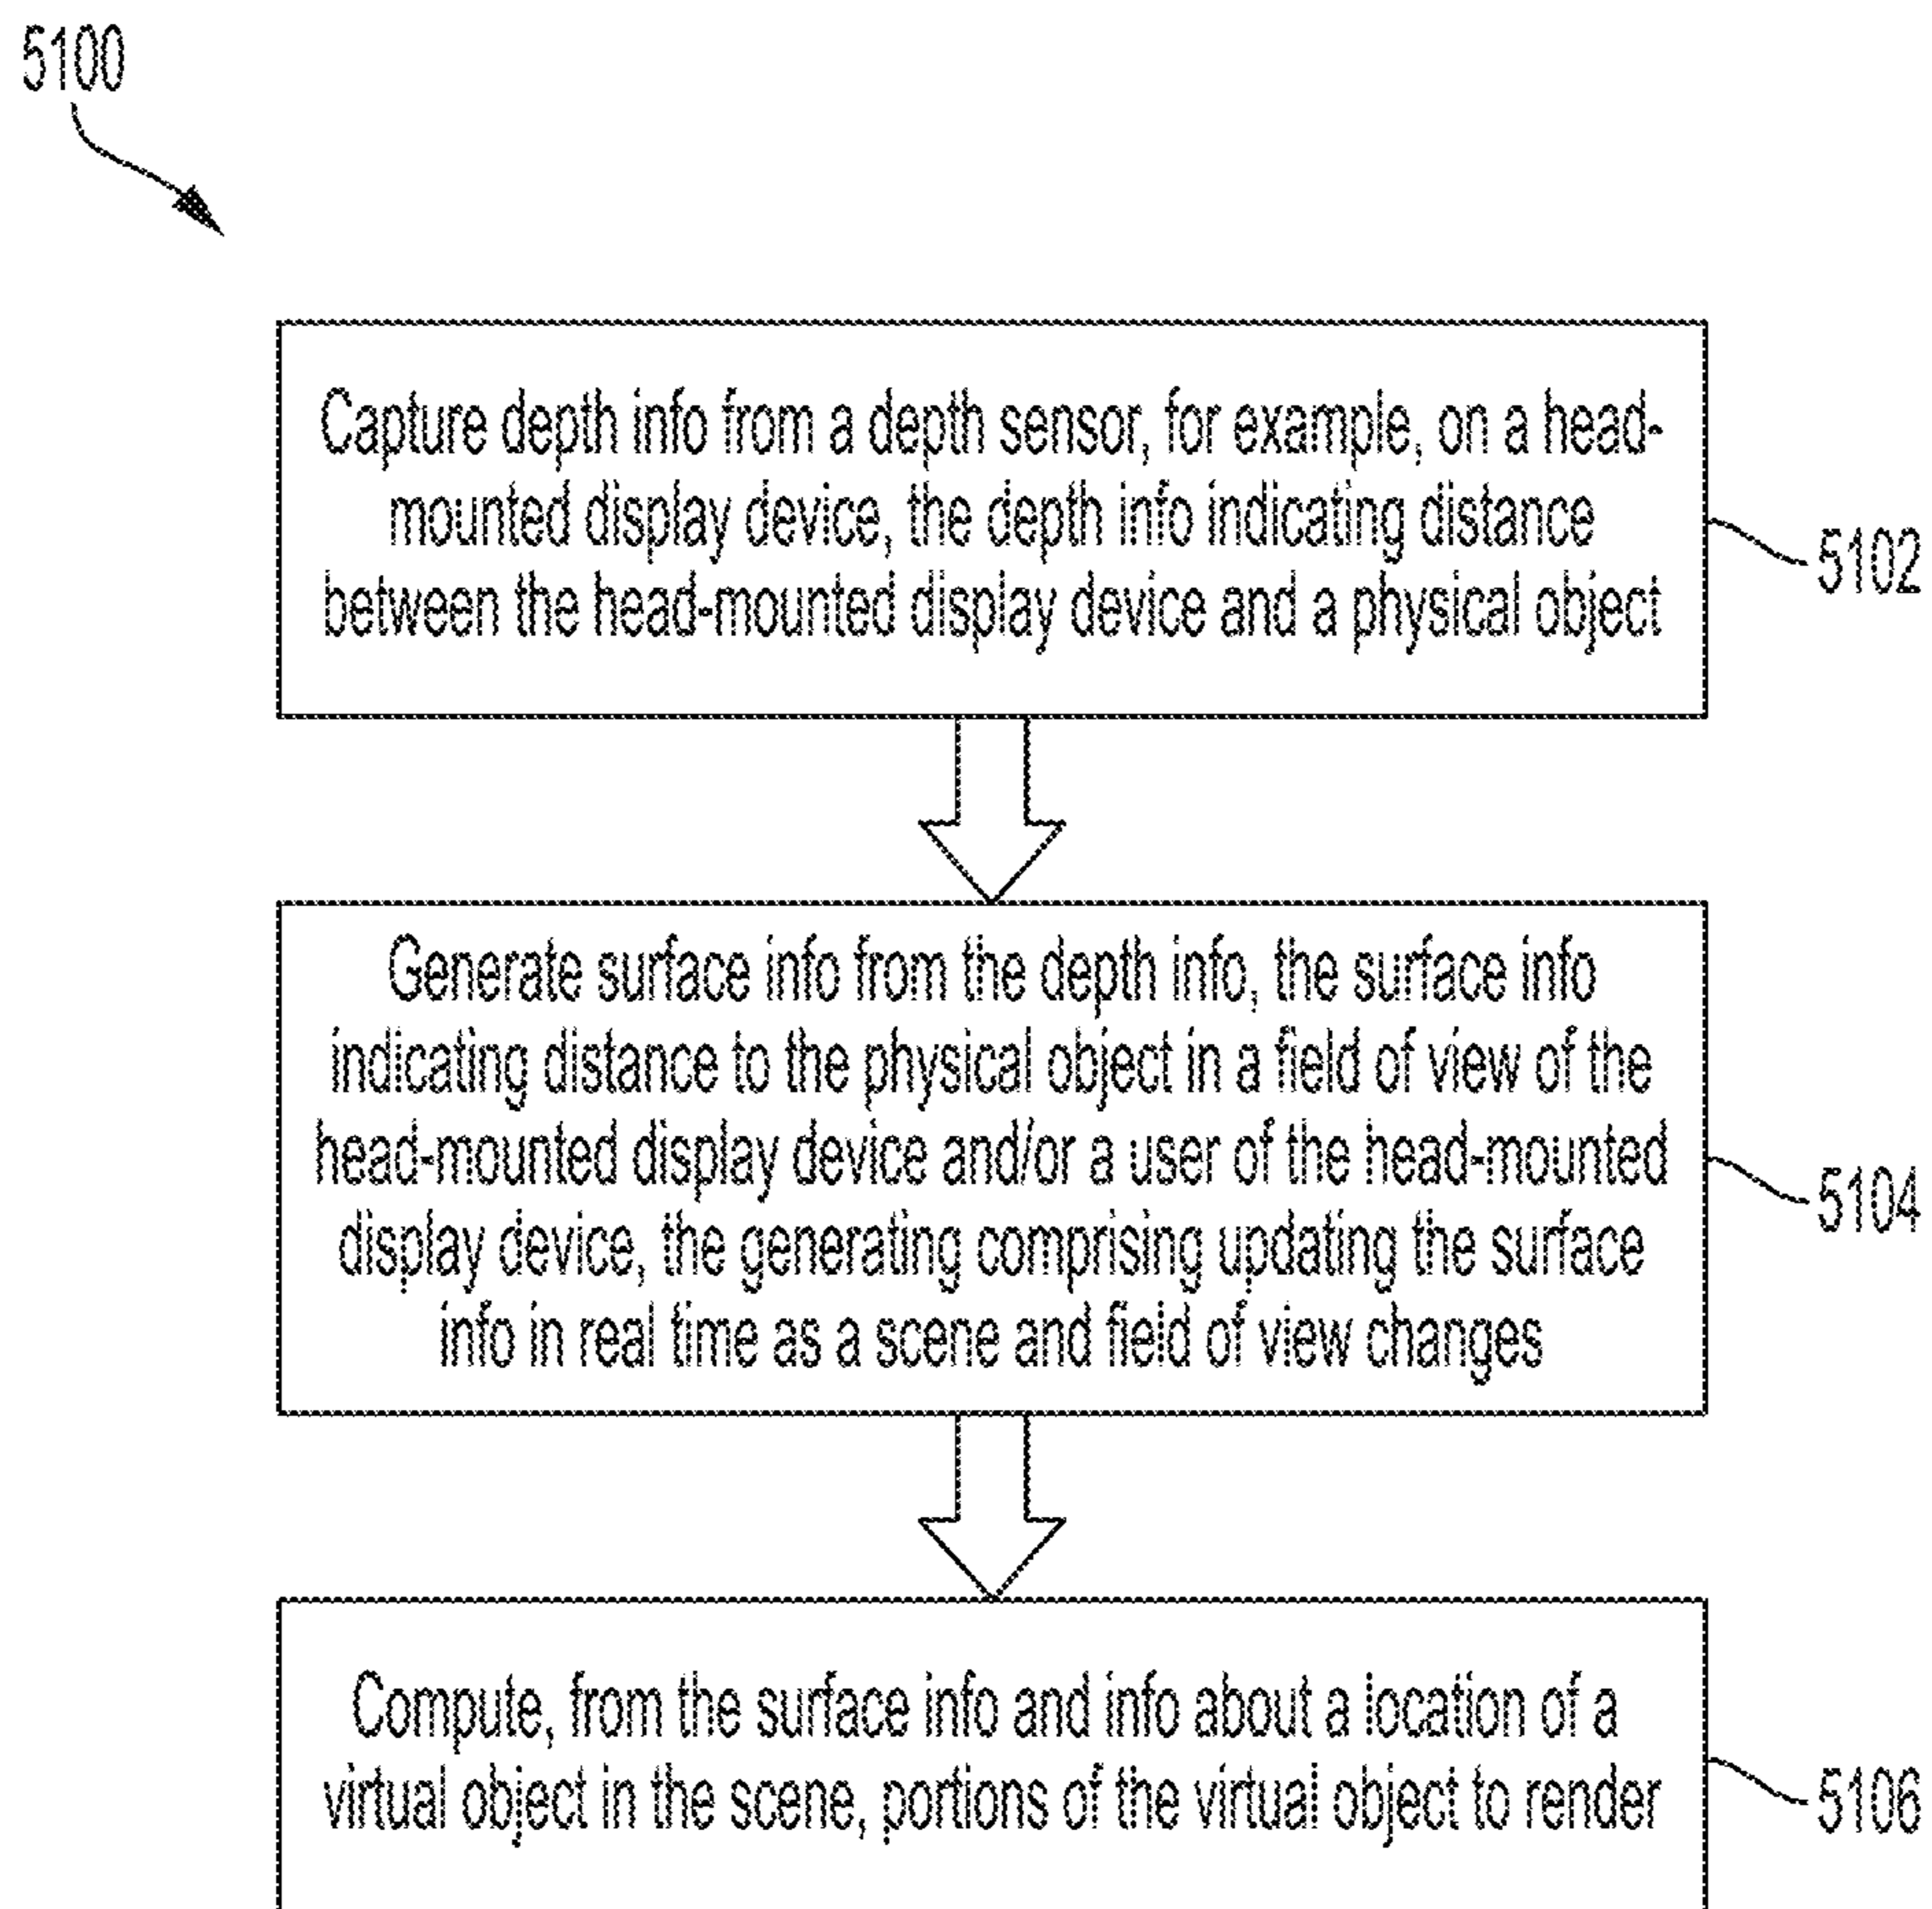 5100
Capture depth info from a depth sensor, for example, on a head-
mounted display device, the depth info indicating distance
between the head-mounted display device and a physical object
5102
Generate surface info from the depth info, the surface info
indicating distance to the physical object in a field of view of the
head-mounted display device and/or a user of the head-mounted
display device, the generating comprising updating the surface
info in real time as a scene and field of view changes
5104
Compute, from the surface info and info about a location of a
virtual object in the scene, portions of the virtual object to render
5106